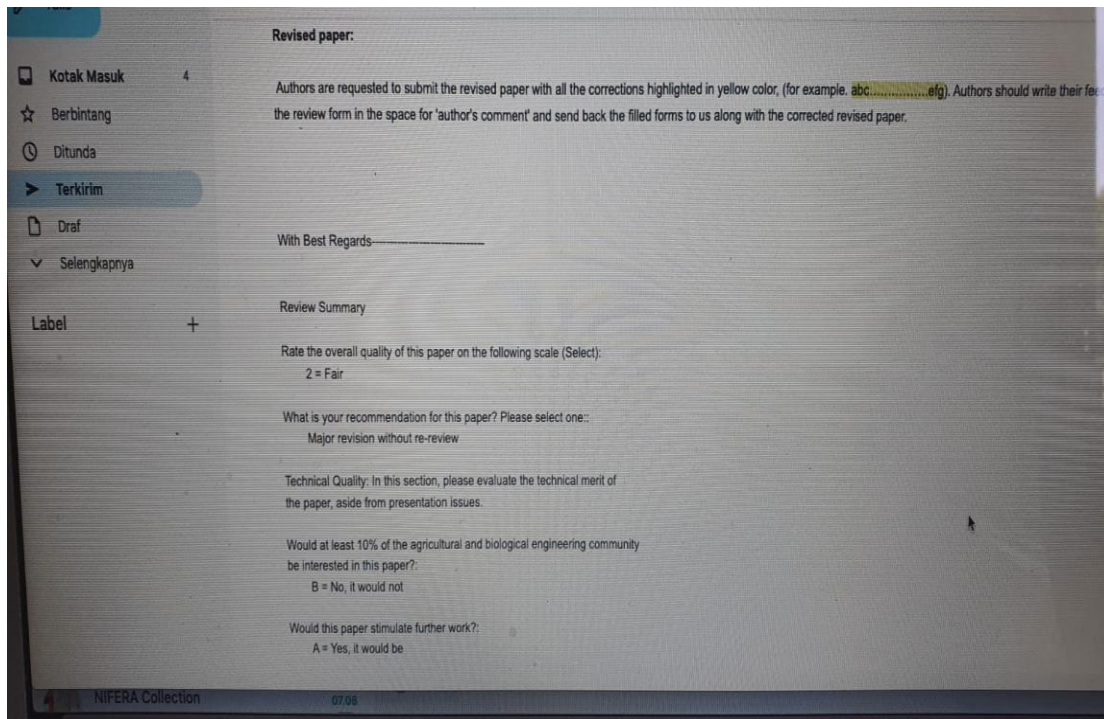 Revised paper:
Kotak Masuk 4
Authors are requested to submit the revised paper with all the corrections highlighted in yellow color, (for example. abc.................efg). Authors should write their
Berbintang
the review form in the space for 'author's comment' and send back the filled forms to us along with the corrected revised paper.
Ditunda
Terkirim
Draf
With Best Regards-------------------------------
Selengkapnya
Review Summary
Label +
Rate the overall quality of this paper on the following scale (Select):
2 = Fair
What is your recommendation for this paper? Please select one::
Major revision without re-review
Technical Quality: In this section, please evaluate the technical merit of
the paper, aside from presentation issues.
Would at least 10% of the agricultural and biological engineering community
be interested in this paper?:
B = No, it would not
Would this paper stimulate further work?:
A = Yes, it would be
NIFERA Collection 07.08